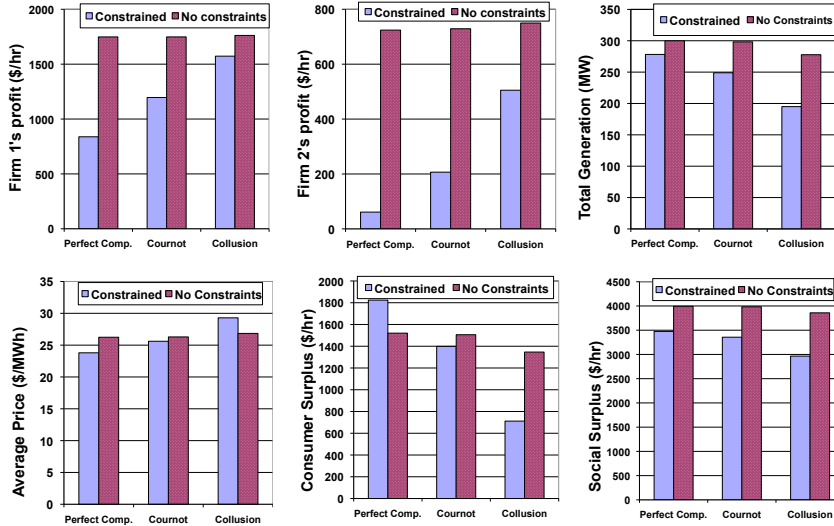 Firm 1's profit ($/hr)
2000
1500
1000
500
0
Constrained
No constraints
Perfect Comp.
Cournot
Collusion
Firm 2's profit ($/hr)
800
600
400
200
0
Constrained
No constraints
Perfect Comp.
Cournot
Collusion
Total Generation (MW)
350
300
250
200
150
100
50
0
Constrained
No Constraints
Perfect Comp.
Cournot
Collusion
Average Price ($/MWh)
35
30
25
20
15
10
5
0
Constrained
No Constraints
Perfect Comp.
Cournot
Collusion
Consumer Surplus ($/hr)
2000
1800
1600
1400
1200
1000
800
600
400
200
0
Constrained
No Constraints
Perfect Comp.
Cournot
Collusion
Social Surplus ($/hr)
4500
4000
3500
3000
2500
2000
1500
1000
500
0
Constrained
No Constraints
Perfect Comp.
Cournot
Collusion